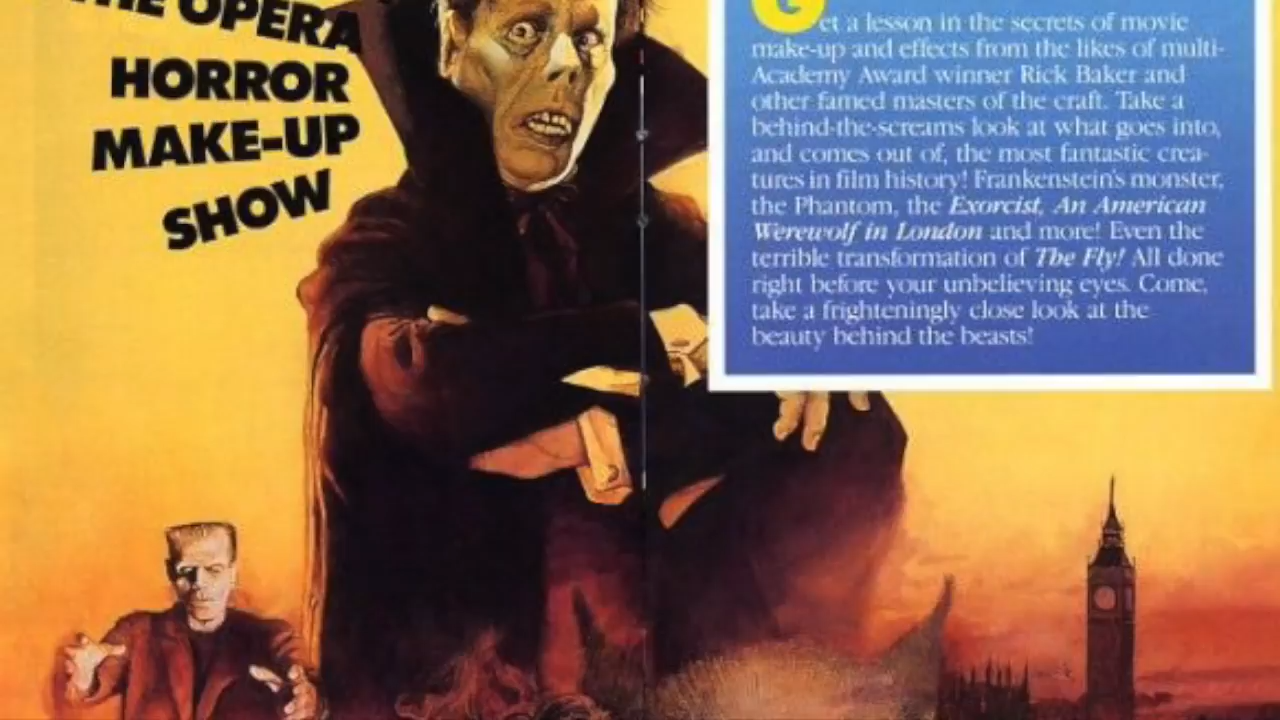 THE OPERA
HORROR
MAKE-UP
SHOW
Get a lesson in the secrets of movie
make-up and effects from the likes of multi-
Academy Award winner Rick Baker and
other famed masters of the craft. Take a
behind-the-screams look at what goes into,
and comes out of, the most fantastic crea-
tures in film history! Frankenstein's monster,
the Phantom, the Exorcist, An American
Werewolf in London and more! Even the
terrible transformation of The Fly! All done
right before your unbelieving eyes. Come,
take a frighteningly close look at the
beauty behind the beasts!